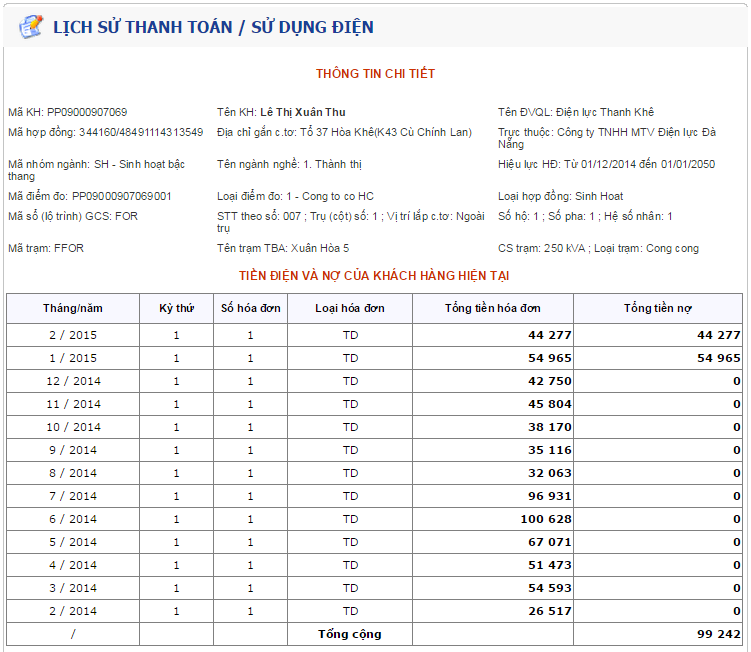 LỊCH SỬ THANH TOÁN / SỬ DỤNG ĐIỆN
THÔNG TIN CHI TIẾT
Mã KH: PP09000907069 Tên KH: Lê Thị Xuân Thu Tên ĐVQL: Điện lực Thanh Khê
Mã hợp đồng: 344160/48491114313549 Địa chỉ gắn c.tơ: Tổ 37 Hòa Khê(K43 Cù Chính Lan) Trực thuộc: Công ty TNHH MTV Điện lực Đà
Nẵng
Mã nhóm ngành: SH - Sinh hoạt bậc Tên ngành nghề: 1. Thành thị Hiệu lực HĐ: Từ 01/12/2014 đến 01/01/2050
thang
Mã điểm đo: PP09000907069001 Loại điểm đo: 1 - Cong to co HC Loại hợp đồng: Sinh Hoat
Mã sổ (lộ trình) GCS: FOR STT theo sổ: 007 ; Trụ (cột) số: 1 ; Vị trí lắp c.tơ: Ngoài Số hộ: 1 ; Số pha: 1 ; Hệ số nhân: 1
trụ
Mã trạm: FFOR Tên trạm TBA: Xuân Hòa 5 CS trạm: 250 kVA ; Loại trạm: Cong cong
TIỀN ĐIỆN VÀ NỢ CỦA KHÁCH HÀNG HIỆN TẠI
Tháng/năm Kỳ thứ Số hóa đơn Loại hóa đơn Tổng tiền hóa đơn Tổng tiền nợ
2 / 2015 1 1 TD 44 277 44 277
1 / 2015 1 1 TD 54 965 54 965
12 / 2014 1 1 TD 42 750 0
11 / 2014 1 1 TD 45 804 0
10 / 2014 1 1 TD 38 170 0
9 / 2014 1 1 TD 35 116 0
8 / 2014 1 1 TD 32 063 0
7 / 2014 1 1 TD 96 931 0
6 / 2014 1 1 TD 100 628 0
5 / 2014 1 1 TD 67 071 0
4 / 2014 1 1 TD 51 473 0
3 / 2014 1 1 TD 54 593 0
2 / 2014 1 1 TD 26 517 0
/ Tổng cộng 99 242